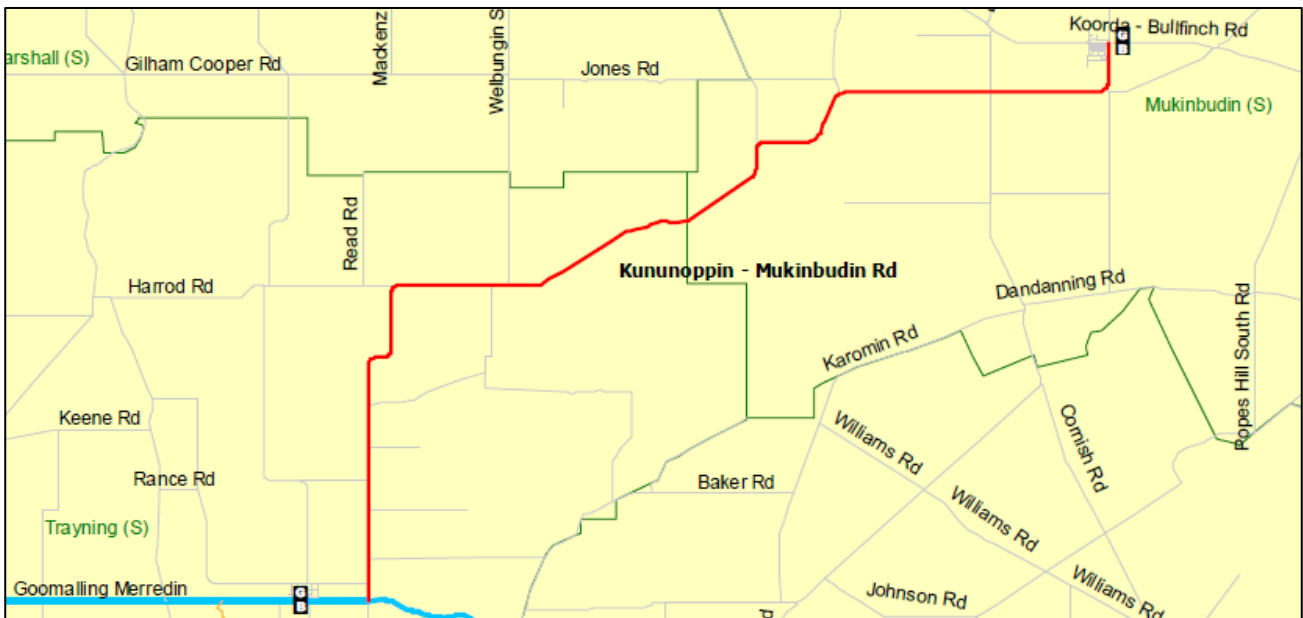 Koorda - Bullfinch Rd
arshall (S)
Gilham Cooper Rd
Mackenz
Welbungin S
Jones Rd
Mukinbudin (S)
Read Rd
Kununoppin - Mukinbudin Rd
Harrod Rd
Dandanning Rd
Karomin Rd
Popes Hill South Rd
Keene Rd
Williams Rd
Cornish Rd
Rance Rd
Baker Rd
Williams Rd
Trayning (S)
Goomalling Merredin
Johnson Rd
Williams Rd